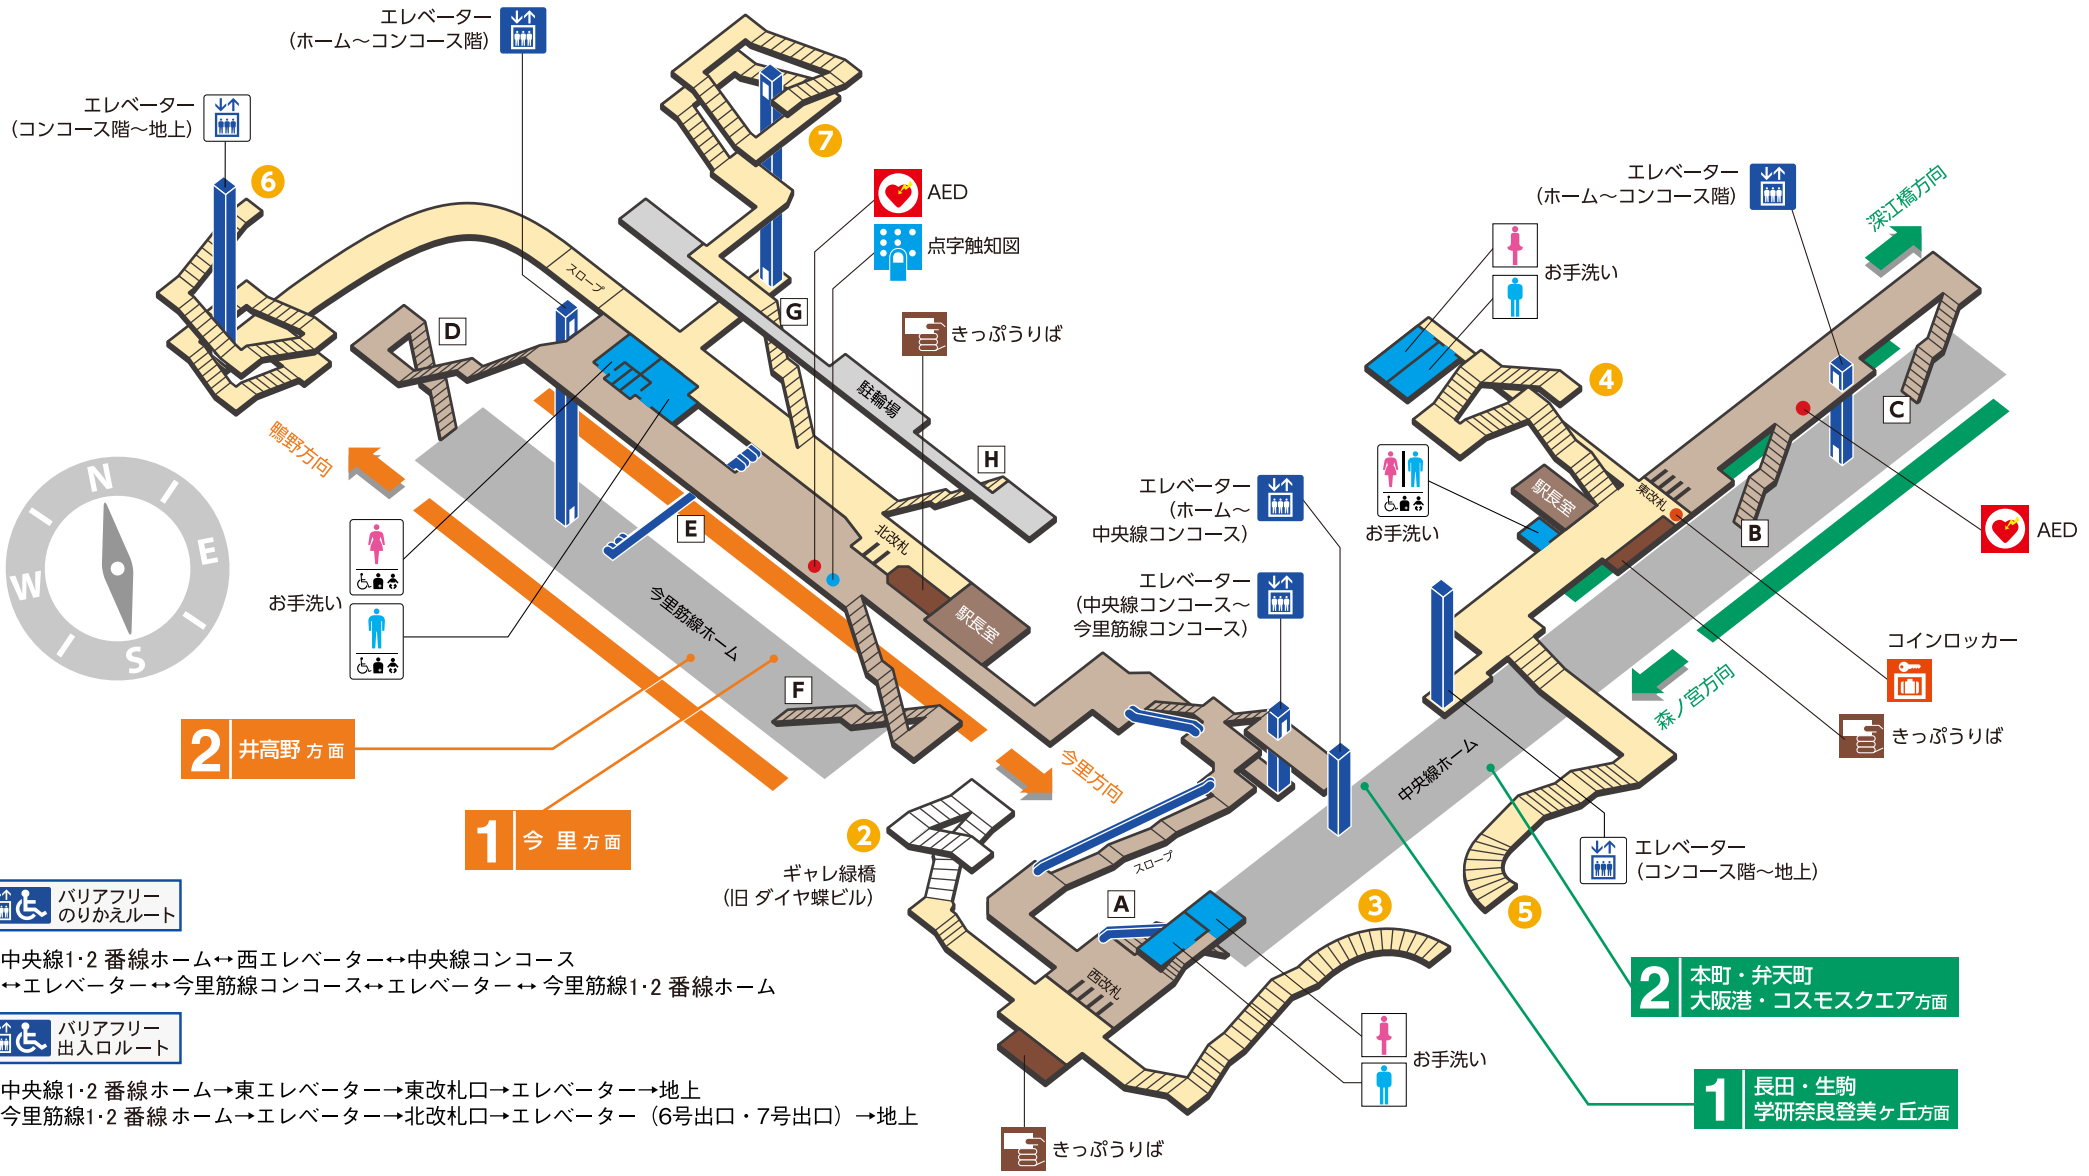 エレベーター
(ホーム～コンコース階)
エレベーター
(コンコース階～地上)
6
7
AED
点字触知図
きっぷうりば
スロープ
D
G
駐輪場
H
鴨野方向
N
E
S
W
E
北改札
駅長室
お手洗い
今里筋線ホーム
F
2 井高野 方面
1 今 里 方面
今里方向
エレベーター
(ホーム～コンコース階)
深江橋方向
お手洗い
4
C
B
東改札
駅長室
お手洗い
AED
エレベーター
(ホーム～
中央線コンコース)
エレベーター
(中央線コンコース～
今里筋線コンコース)
コインロッカー
森ノ宮方向
きっぷうりば
中央線ホーム
エレベーター
(コンコース階～地上)
5
2
ギャレ緑橋
(旧 ダイヤ蝶ビル)
スロープ
A
3
西改札
お手洗い
きっぷうりば
2 本町・弁天町
大阪港・コスモスクエア方面
1 長田・生駒
学研奈良登美ヶ丘方面
バリアフリー
のりかえルート
中央線1･2 番線ホーム↔西エレベーター↔中央線コンコース
↔エレベーター↔今里筋線コンコース↔エレベーター↔ 今里筋線1･2 番線ホーム
バリアフリー
出入口ルート
中央線1･2 番線ホーム→東エレベーター→東改札口→エレベーター→地上
今里筋線1･2 番線 ホーム→エレベーター→北改札口→エレベーター（6号出口・7号出口）→地上